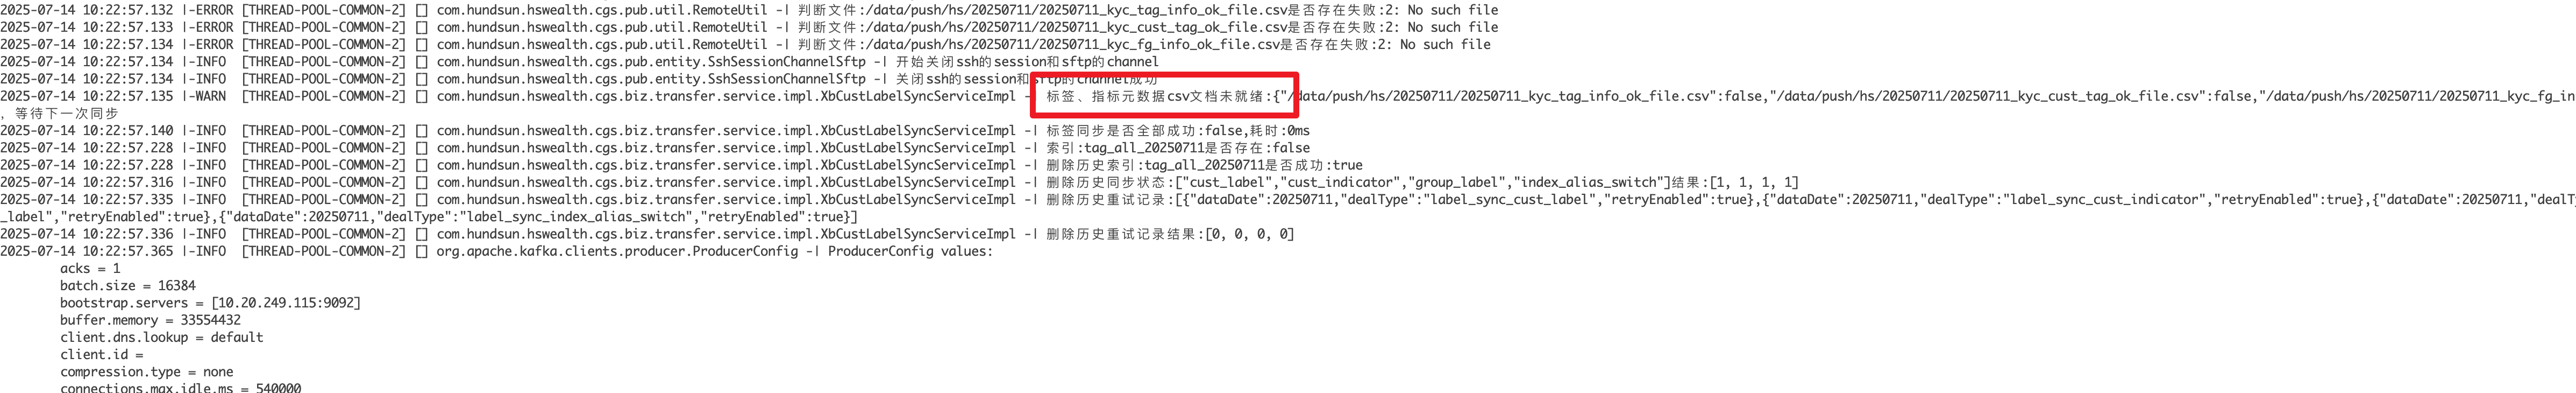 2025-07-14 10:22:57.132 |-ERROR [THREAD-POOL-COMMON-2] [] com.hundsun.hswealth.cgs.pub.util.RemoteUtil -| 判断文件:/data/push/hs/20250711/20250711_kyc_tag_info_ok_file.csv是否存在失败:2: No such file
2025-07-14 10:22:57.133 |-ERROR [THREAD-POOL-COMMON-2] [] com.hundsun.hswealth.cgs.pub.util.RemoteUtil -| 判断文件:/data/push/hs/20250711/20250711_kyc_cust_tag_ok_file.csv是否存在失败:2: No such file
2025-07-14 10:22:57.134 |-ERROR [THREAD-POOL-COMMON-2] [] com.hundsun.hswealth.cgs.pub.util.RemoteUtil -| 判断文件:/data/push/hs/20250711/20250711_kyc_fg_info_ok_file.csv是否存在失败:2: No such file
2025-07-14 10:22:57.134 |-INFO  [THREAD-POOL-COMMON-2] [] com.hundsun.hswealth.cgs.pub.entity.SshSessionChannelSftp -| 开始关闭ssh的session和sftp的channel
2025-07-14 10:22:57.134 |-INFO  [THREAD-POOL-COMMON-2] [] com.hundsun.hswealth.cgs.pub.entity.SshSessionChannelSftp -| 关闭ssh的session和sftp的channel成功
2025-07-14 10:22:57.135 |-WARN  [THREAD-POOL-COMMON-2] [] com.hundsun.hswealth.cgs.biz.transfer.service.impl.XbCustLabelSyncServiceImpl -| 标签、指标元数据csv文档未就绪:{"/data/push/hs/20250711/20250711_kyc_tag_info_ok_file.csv":false,"/data/push/hs/20250711/20250711_kyc_cust_tag_ok_file.csv":false,"/data/push/hs/20250711/20250711_kyc_fg_in
, 等待下一次同步
2025-07-14 10:22:57.140 |-INFO  [THREAD-POOL-COMMON-2] [] com.hundsun.hswealth.cgs.biz.transfer.service.impl.XbCustLabelSyncServiceImpl -| 标签同步是否全部成功:false,耗时:0ms
2025-07-14 10:22:57.228 |-INFO  [THREAD-POOL-COMMON-2] [] com.hundsun.hswealth.cgs.biz.transfer.service.impl.XbCustLabelSyncServiceImpl -| 索引:tag_all_20250711是否存在:false
2025-07-14 10:22:57.228 |-INFO  [THREAD-POOL-COMMON-2] [] com.hundsun.hswealth.cgs.biz.transfer.service.impl.XbCustLabelSyncServiceImpl -| 删除历史索引:tag_all_20250711是否成功:true
2025-07-14 10:22:57.316 |-INFO  [THREAD-POOL-COMMON-2] [] com.hundsun.hswealth.cgs.biz.transfer.service.impl.XbCustLabelSyncServiceImpl -| 删除历史同步状态:["cust_label","cust_indicator","group_label","index_alias_switch"]结果:[1, 1, 1, 1]
2025-07-14 10:22:57.335 |-INFO  [THREAD-POOL-COMMON-2] [] com.hundsun.hswealth.cgs.biz.transfer.service.impl.XbCustLabelSyncServiceImpl -| 删除历史重试记录:[{"dataDate":20250711,"dealType":"label_sync_cust_label","retryEnabled":true},{"dataDate":20250711,"dealType":"label_sync_cust_indicator","retryEnabled":true},{"dataDate":20250711,"dealT
_label","retryEnabled":true},{"dataDate":20250711,"dealType":"label_sync_index_alias_switch","retryEnabled":true}]
2025-07-14 10:22:57.336 |-INFO  [THREAD-POOL-COMMON-2] [] com.hundsun.hswealth.cgs.biz.transfer.service.impl.XbCustLabelSyncServiceImpl -| 删除历史重试记录结果:[0, 0, 0, 0]
2025-07-14 10:22:57.365 |-INFO  [THREAD-POOL-COMMON-2] [] org.apache.kafka.clients.producer.ProducerConfig -| ProducerConfig values:
acks = 1
batch.size = 16384
bootstrap.servers = [10.20.249.115:9092]
buffer.memory = 33554432
client.dns.lookup = default
client.id =
compression.type = none
connections.max.idle.ms = 540000